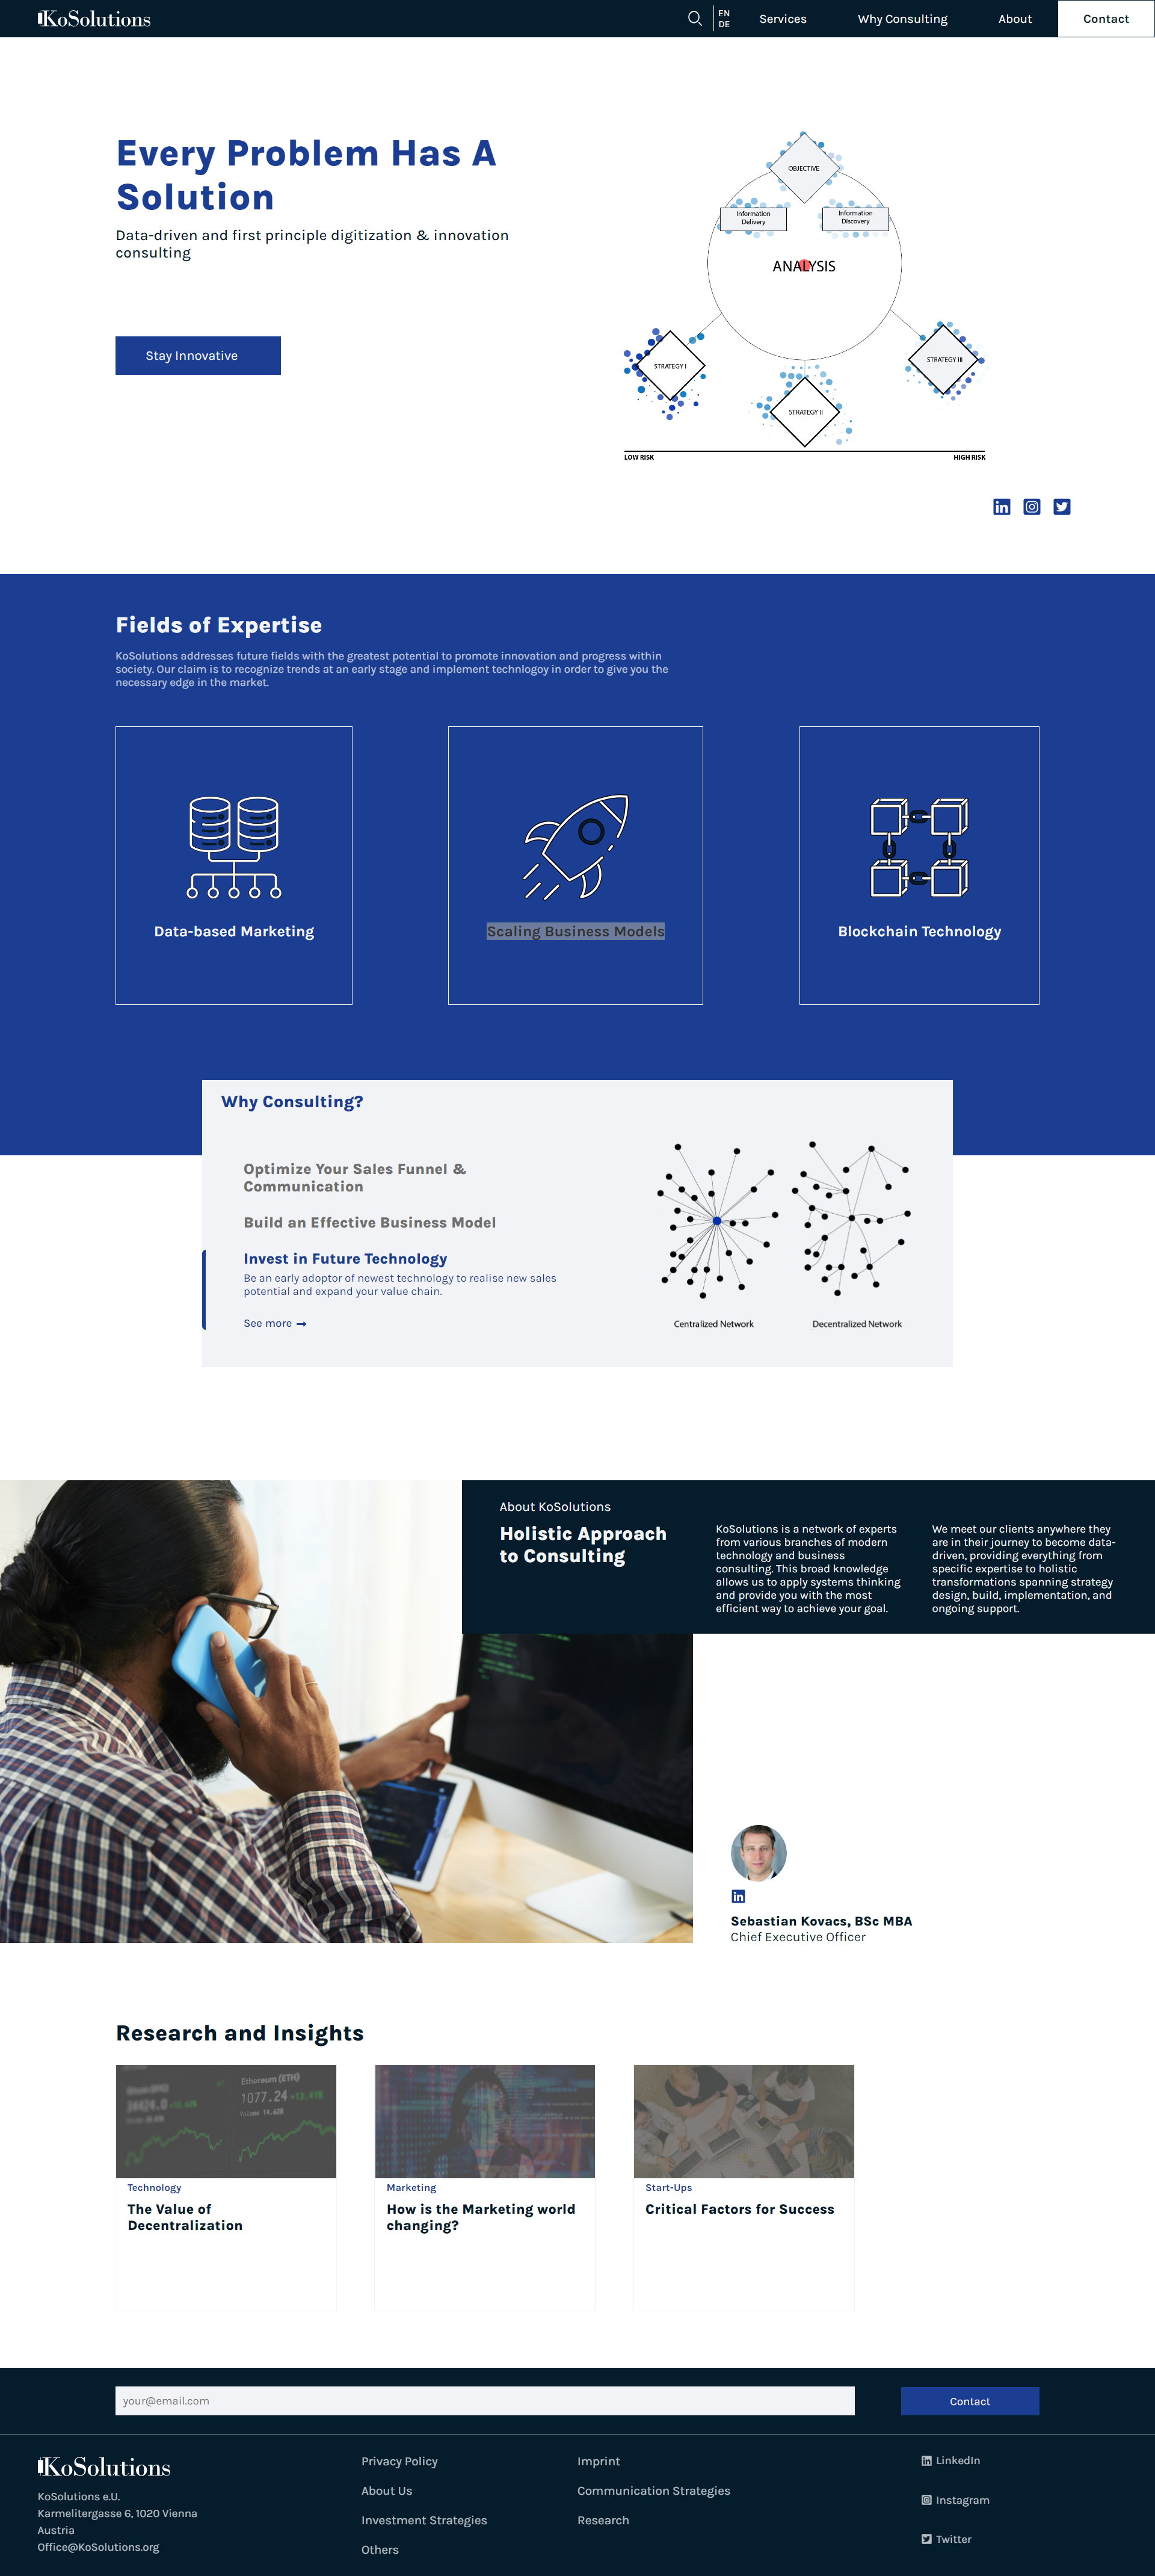 KoSolutions
EN
DE
Services
Why Consulting
About
Contact
Every Problem Has A
Solution
Data-driven and first principle digitization & innovation
consulting
Stay Innovative
OBJECTIVE
Information
Delivery
Information
Discovery
ANALYSIS
STRATEGY I
STRATEGY II
STRATEGY III
LOW RISK
HIGH RISK
Fields of Expertise
KoSolutions addresses future fields with the greatest potential to promote innovation and progress within
society. Our claim is to recognize trends at an early stage and implement technlogoy in order to give you the
necessary edge in the market.
Data-based Marketing
Scaling Business Models
Blockchain Technology
Why Consulting?
Optimize Your Sales Funnel &
Communication
Build an Effective Business Model
Invest in Future Technology
Be an early adoptor of newest technology to realise new sales
potential and expand your value chain.
See more
Centralized Network
Decentralized Network
About KoSolutions
Holistic Approach
to Consulting
KoSolutions is a network of experts
from various branches of modern
technology and business
consulting. This broad knowledge
allows us to apply systems thinking
and provide you with the most
efficient way to achieve your goal.
We meet our clients anywhere they
are in their journey to become data-
driven, providing everything from
specific expertise to holistic
transformations spanning strategy
design, build, implementation, and
ongoing support.
Sebastian Kovacs, BSc MBA
Chief Executive Officer
Research and Insights
Ethereum (ETH)
1077.24 +13.41%
Volume 14.62B
Technology
The Value of
Decentralization
Marketing
How is the Marketing world
changing?
Start-Ups
Critical Factors for Success
your@email.com
Contact
KoSolutions
KoSolutions e.U.
Karmelitergasse 6, 1020 Vienna
Austria
Office@KoSolutions.org
Privacy Policy
About Us
Investment Strategies
Others
Imprint
Communication Strategies
Research
LinkedIn
Instagram
Twitter